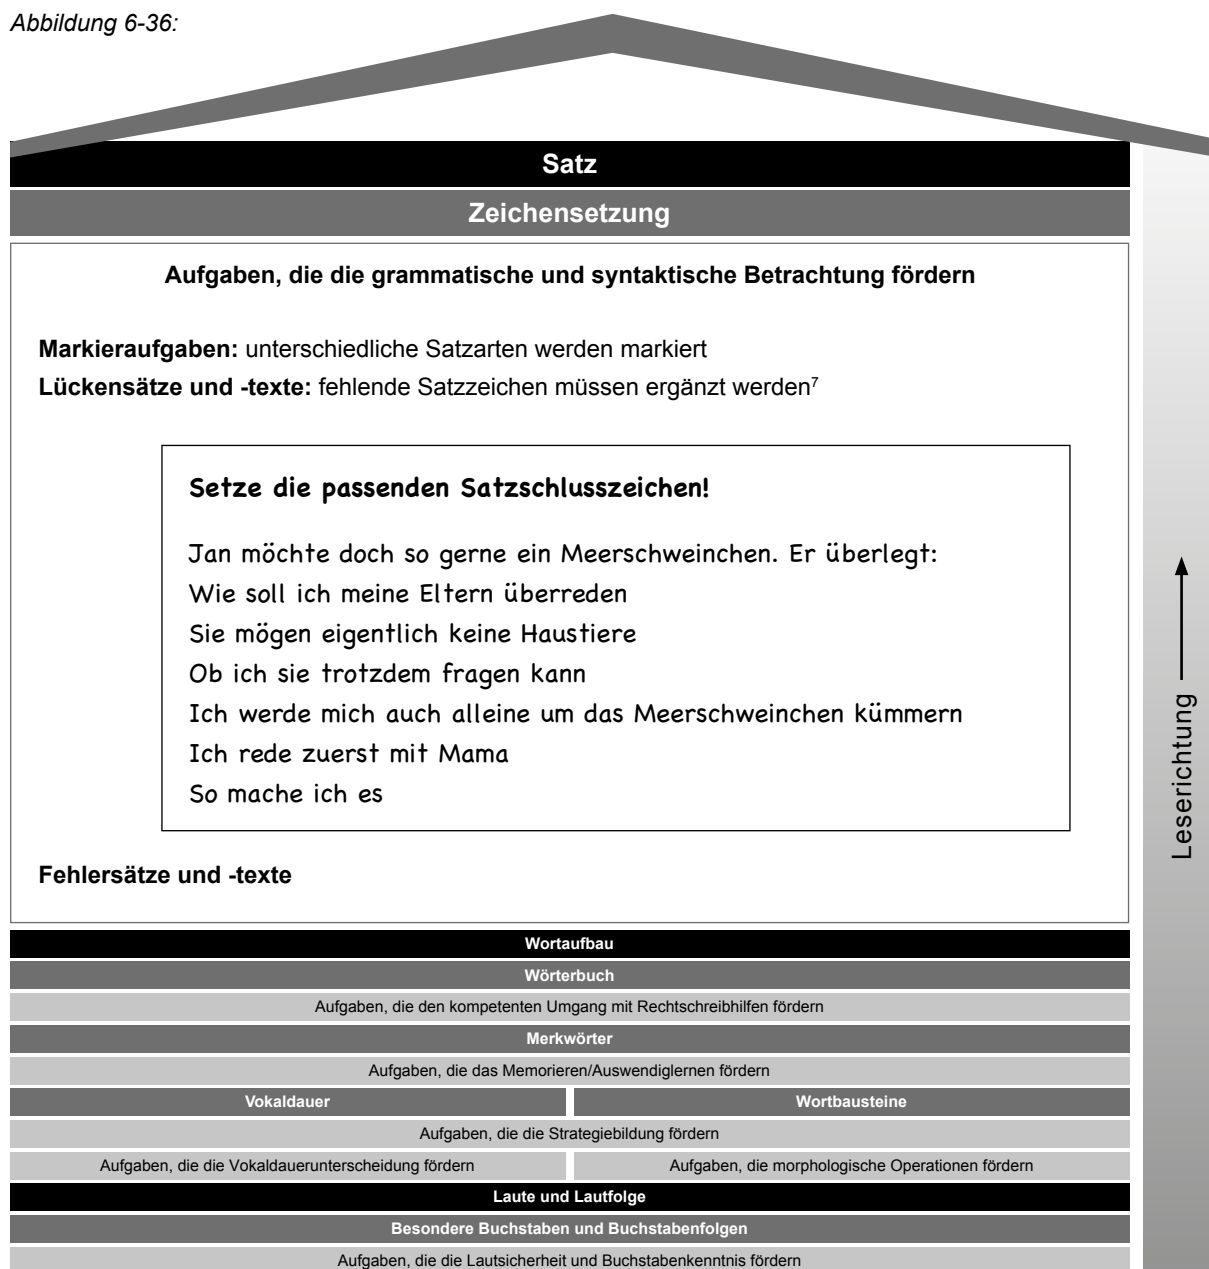 Abbildung 6-36:
Satz
Zeichensetzung
Aufgaben, die die grammatische und syntaktische Betrachtung fördern
Markieraufgaben: unterschiedliche Satzarten werden markiert
Lückensätze und -texte: fehlende Satzzeichen müssen ergänzt werden⁷
Setze die passenden Satzschlusszeichen!
Jan möchte doch so gerne ein Meerschweinchen. Er überlegt:
Wie soll ich meine Eltern überreden
Sie mögen eigentlich keine Haustiere
Ob ich sie trotzdem fragen kann
Ich werde mich auch alleine um das Meerschweinchen kümmern
Ich rede zuerst mit Mama
So mache ich es
Fehlersätze und -texte
Leserichtung
Wortaufbau
Wörterbuch
Aufgaben, die den kompetenten Umgang mit Rechtschreibhilfen fördern
Merkwörter
Aufgaben, die das Memorieren/Auswendiglernen fördern
Vokaldauer Wortbausteine
Aufgaben, die die Strategiebildung fördern
Aufgaben, die die Vokaldauerunterscheidung fördern Aufgaben, die morphologische Operationen fördern
Laute und Lautfolge
Besondere Buchstaben und Buchstabenfolgen
Aufgaben, die die Lautsicherheit und Buchstabenkenntnis fördern